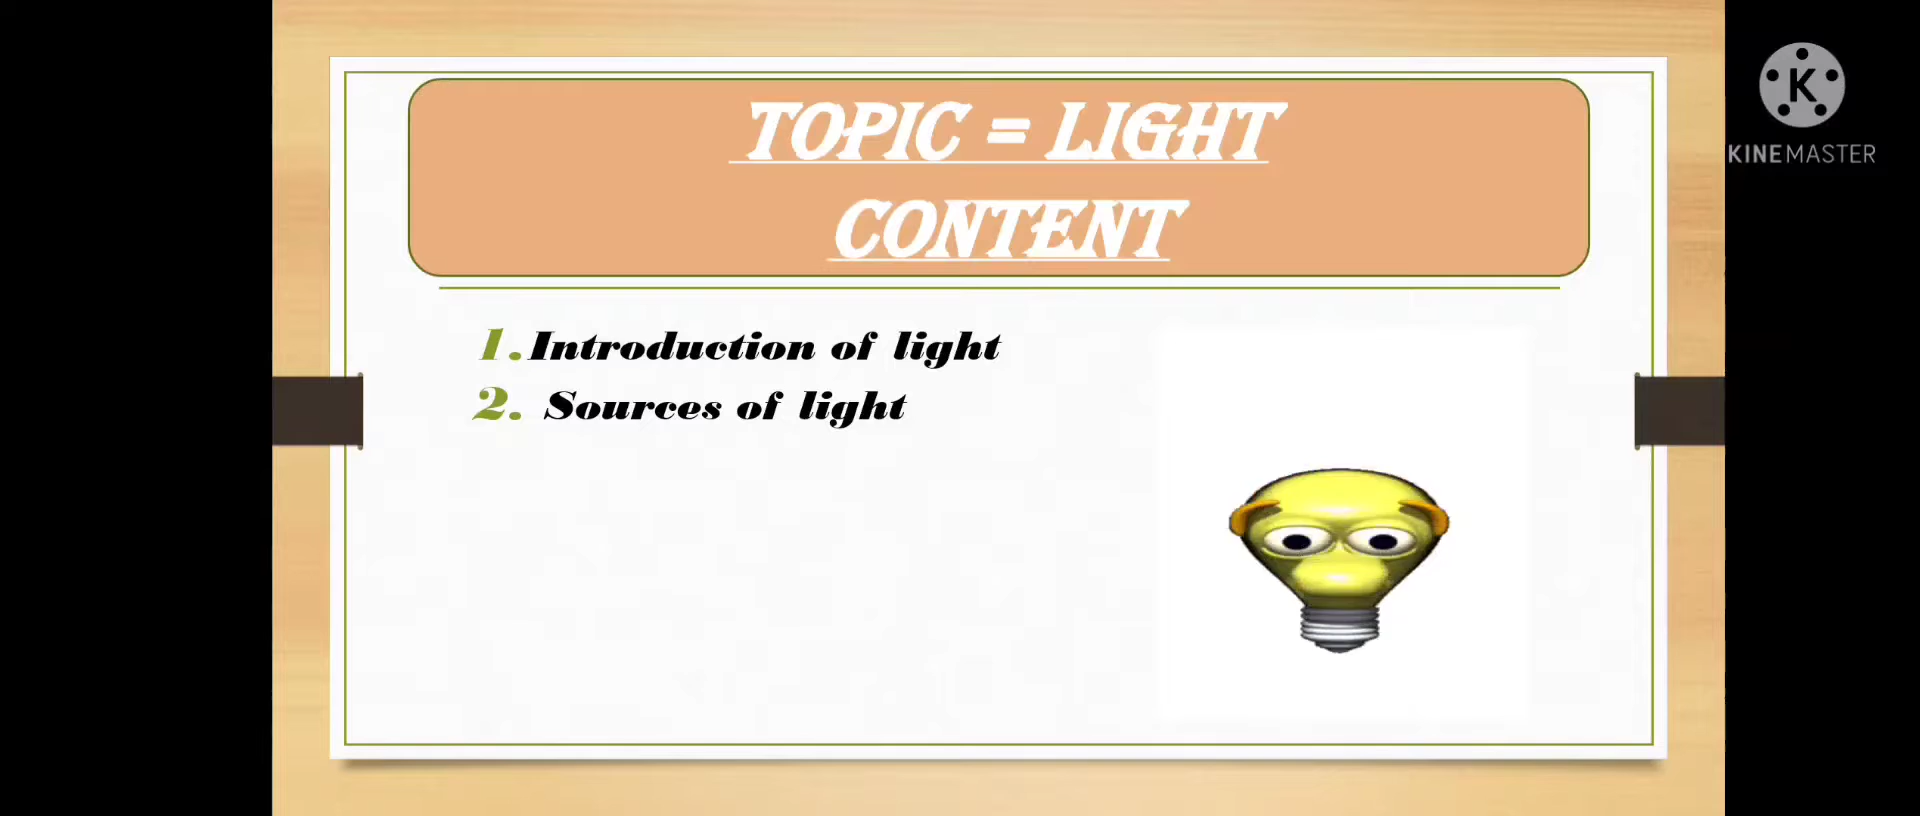 TOPIC = LIGHT
CONTENT
1. Introduction of light
2. Sources of light
K
KINEMASTER